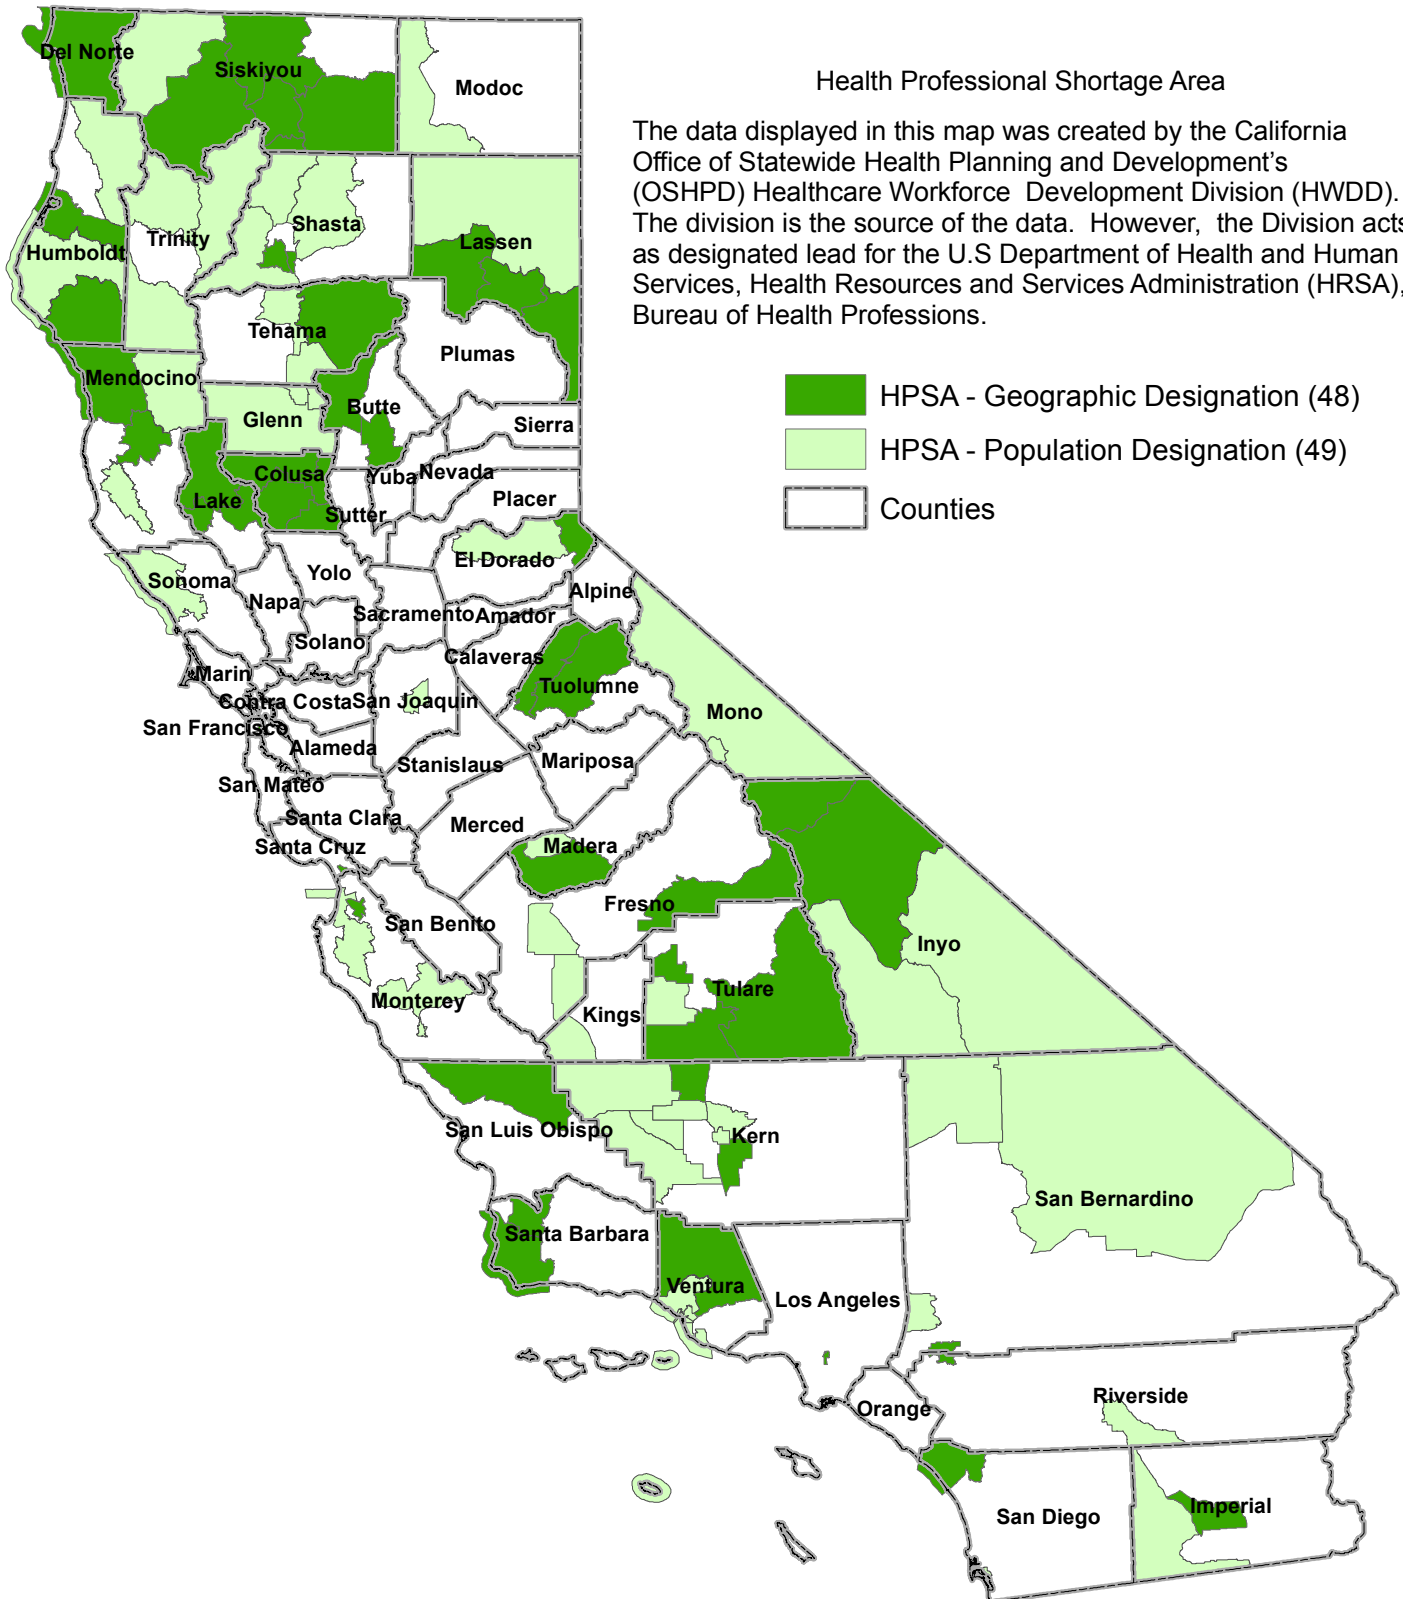 Health Professional Shortage Area
The data displayed in this map was created by the California
Office of Statewide Health Planning and Development's
(OSHPD) Healthcare Workforce  Development Division (HWDD).
The division is the source of the data.  However,  the Division acts
as designated lead for the U.S Department of Health and Human
Services, Health Resources and Services Administration (HRSA),
Bureau of Health Professions.
HPSA - Geographic Designation (48)
HPSA - Population Designation (49)
Counties
Del Norte
Siskiyou
Modoc
Humboldt
Trinity
Shasta
Lassen
Tehama
Plumas
Mendocino
Glenn
Butte
Sierra
Lake
Colusa
Sutter
Yuba
Nevada
Placer
El Dorado
Sonoma
Napa
Yolo
Solano
Sacramento
Amador
Alpine
Marin
Contra Costa
San Joaquin
Calaveras
Tuolumne
Mono
San Francisco
Alameda
Stanislaus
Mariposa
San Mateo
Santa Clara
Merced
Madera
Santa Cruz
San Benito
Fresno
Inyo
Monterey
Kings
Tulare
San Luis Obispo
Kern
San Bernardino
Santa Barbara
Ventura
Los Angeles
Orange
Riverside
San Diego
Imperial